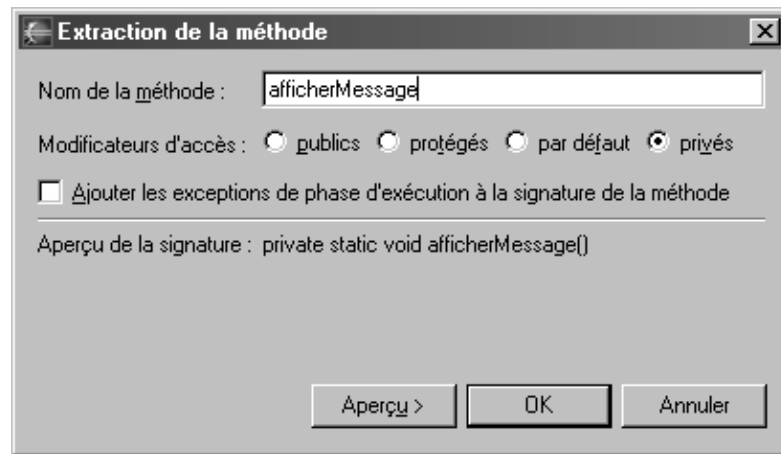 Extraction de la méthode
Nom de la méthode : afficherMessage
Modificateurs d'accès : publics protégés par défaut privés
Ajouter les exceptions de phase d'exécution à la signature de la méthode
Aperçu de la signature : private static void afficherMessage()
Aperçu > OK Annuler